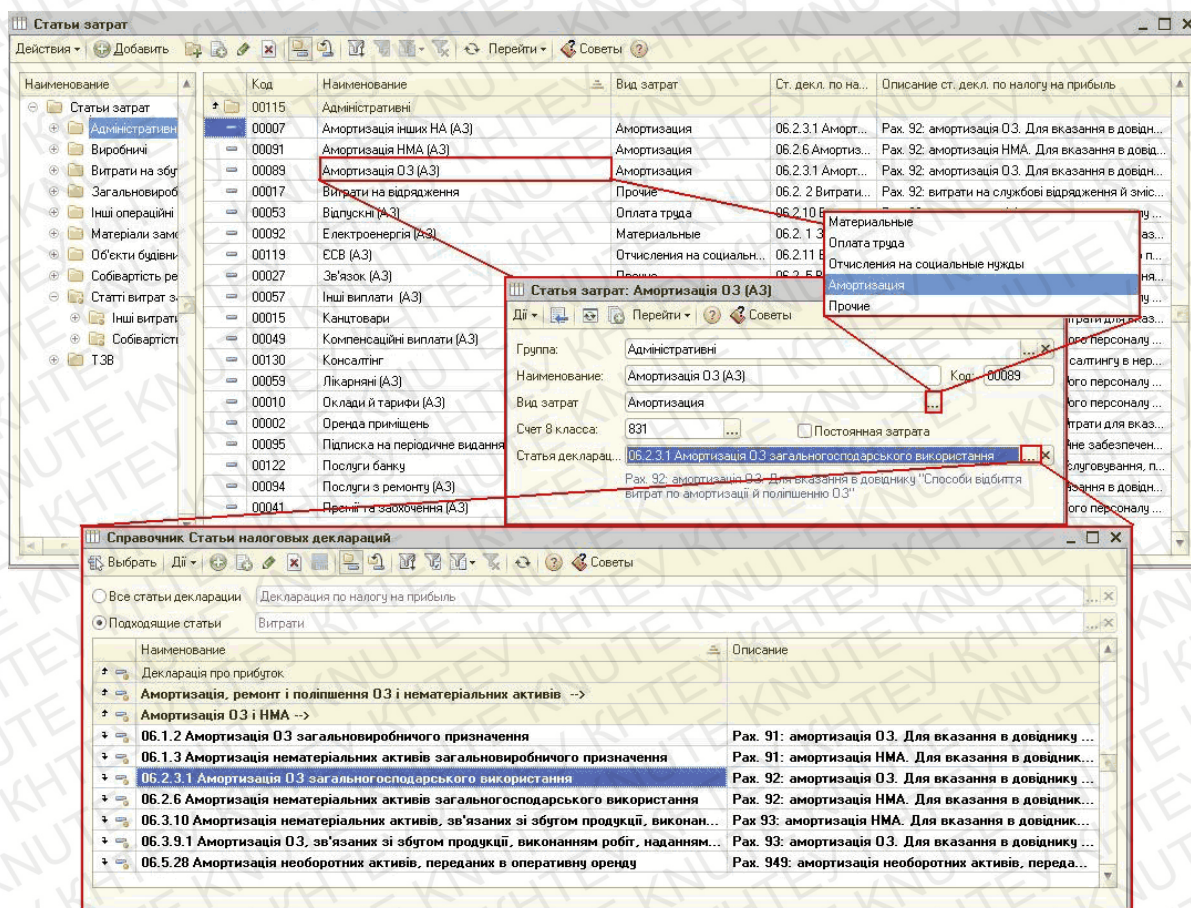 Статьи затрат
Действия Добавить Перейти Советы
Наименование
Статьи затрат
Адміністративн
Виробничі
Витрати на збу
Загальновироб
Інші операційні
Матеріали замо
Об'єкти будівни
Собівартість ре
Статті витрат з
Інші витрати
Собівартіст
ТЗВ
Код Наименование Вид затрат Ст. декл. по на... Описание ст. декл. по налогу на прибыль
00115 Адміністративні
00007 Амортизація інших НА (АЗ) Амортизация 06.2.3.1 Аморт... Рах. 92: амортизація ОЗ. Для вказання в довідн...
00091 Амортизація НМА (АЗ) Амортизация 06.2.6 Амортиз... Рах. 92: амортизація НМА. Для вказання в довід...
00089 Амортизація ОЗ (АЗ) Амортизация 06.2.3.1 Аморт... Рах. 92: амортизація ОЗ. Для вказання в довідн...
00017 Витрати на відрядження Прочие 06.2. 2 Витрати... Рах. 92: витрати на службові відрядження й зміс...
00053 Відпускні (АЗ) Оплата труда 06.2.10 В
00092 Електроенергія (АЗ) Материальные 06.2. 1 З
00119 ЄСВ (АЗ) Отчисления на социальн... 06.2.11 В
00027 Зв'язок (АЗ) Прочие 06.2. 5 В
00057 Інші виплати (АЗ)
00015 Канцтовари
00049 Компенсаційні виплати (АЗ)
00130 Консалтінг
00059 Лікарняні (АЗ)
00010 Оклади й тарифи (АЗ)
00002 Оренда приміщень
00095 Підписка на періодичне видання
00122 Послуги банку
00094 Послуги з ремонту (АЗ)
00041 Премії та заохочення (АЗ)
Материальные
Оплата труда
Отчисления на социальные нужды
Амортизация
Прочие
Статья затрат: Амортизація ОЗ (АЗ)
Дії Перейти Советы
Группа: Адміністративні
Наименование: Амортизація ОЗ (АЗ) Код: 00089
Вид затрат Амортизация
Счет 8 класса: 831 Постоянная затрата
Статья декларац... 06.2.3.1 Амортизація ОЗ загальногосподарського використання
Рах. 92: амортизація ОЗ. Для вказання в довіднику "Способи відбиття
витрат по амортизації й поліпшенню ОЗ"
Справочник Статьи налоговых деклараций
Выбрать Дії Советы
Все статьи декларации Декларация по налогу на прибыль
Подходящие статьи Витрати
Наименование Описание
Декларація про прибуток
Амортизація, ремонт і поліпшення ОЗ і нематеріальних активів -->
Амортизація ОЗ і НМА -->
06.1.2 Амортизація ОЗ загальновиробничого призначення Рах. 91: амортизація ОЗ. Для вказання в довіднику ...
06.1.3 Амортизація нематеріальних активів загальновиробничого призначення Рах. 91: амортизація НМА. Для вказання в довідник...
06.2.3.1 Амортизація ОЗ загальногосподарського використання Рах. 92: амортизація ОЗ. Для вказання в довіднику ...
06.2.6 Амортизація нематеріальних активів загальногосподарського використання Рах. 92: амортизація НМА. Для вказання в довідник...
06.3.10 Амортизація нематеріальних активів, зв'язаних зі збутом продукції, виконан... Рах 93: амортизація НМА. Для вказання в довідник...
06.3.9.1 Амортизація ОЗ, зв'язаних зі збутом продукції, виконанням робіт, наданням... Рах. 93: амортизація ОЗ. Для вказання в довіднику ...
06.5.28 Амортизація необоротних активів, переданих в оперативну оренду Рах. 949: амортизація необоротних активів, переда...